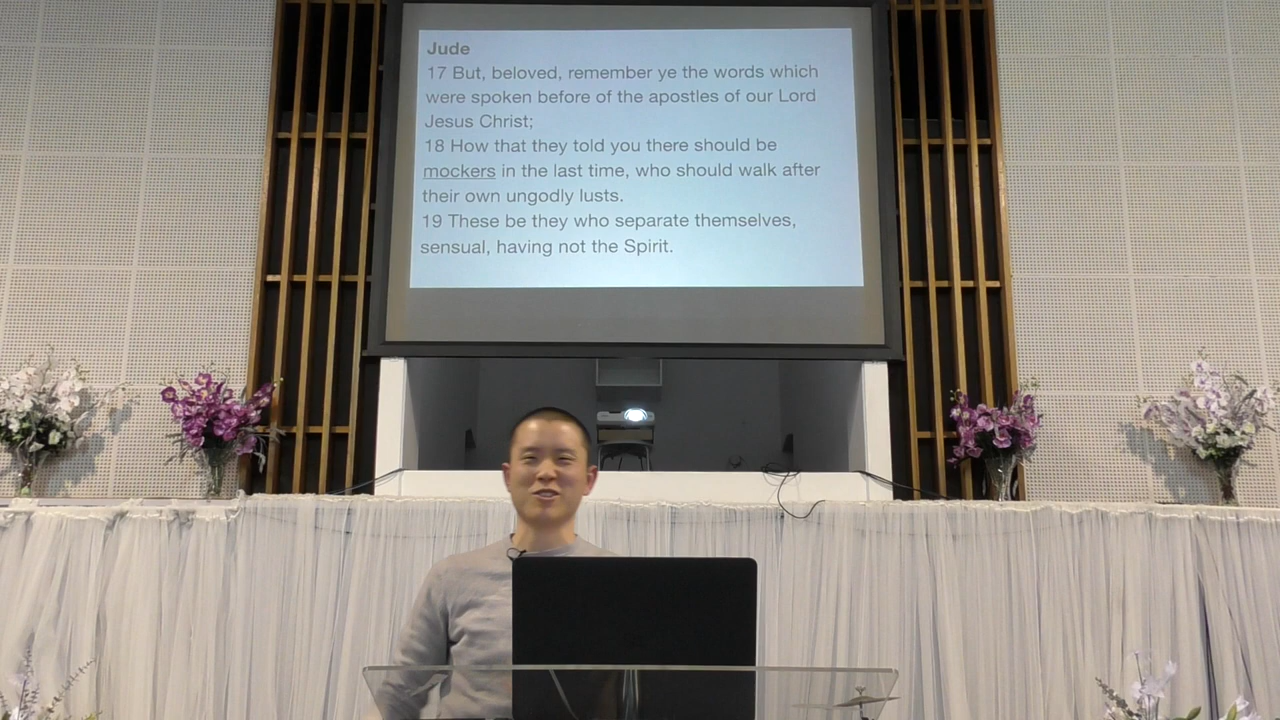 Jude
17 But, beloved, remember ye the words which
were spoken before of the apostles of our Lord
Jesus Christ;
18 How that they told you there should be
mockers in the last time, who should walk after
their own ungodly lusts.
19 These be they who separate themselves,
sensual, having not the Spirit.